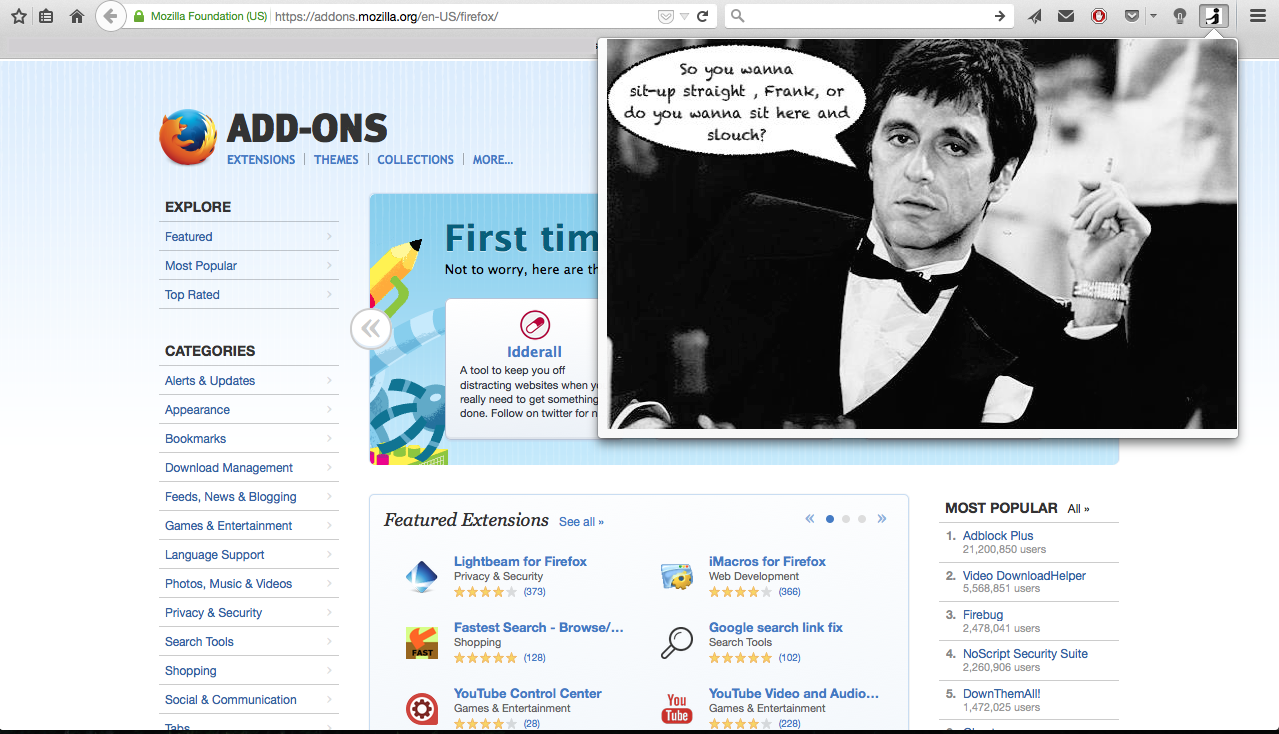 Mozilla Foundation (US)
https://addons.mozilla.org/en-US/firefox/
So you wanna
sit-up straight , Frank, or
do you wanna sit here and
slouch?
ADD-ONS
EXTENSIONS
THEMES
COLLECTIONS
MORE...
EXPLORE
Featured
Most Popular
Top Rated
CATEGORIES
Alerts & Updates
Appearance
Bookmarks
Download Management
Feeds, News & Blogging
Games & Entertainment
Language Support
Photos, Music & Videos
Privacy & Security
Search Tools
Shopping
Social & Communication
Tabs
First tim
Not to worry, here are th
Idderall
A tool to keep you off
distracting websites when y
really need to get something
done. Follow on twitter for n
Featured Extensions
See all »
Lightbeam for Firefox
Privacy & Security
(373)
iMacros for Firefox
Web Development
(366)
Fastest Search - Browse/...
Shopping
(128)
FAST
Google search link fix
Search Tools
(102)
YouTube Control Center
Games & Entertainment
(28)
You
Tube
YouTube Video and Audio...
Games & Entertainment
(228)
MOST POPULAR
All »
1. Adblock Plus
21,200,850 users
2. Video DownloadHelper
5,568,851 users
3. Firebug
2,478,041 users
4. NoScript Security Suite
2,260,906 users
5. DownThemAll!
1,472,025 users